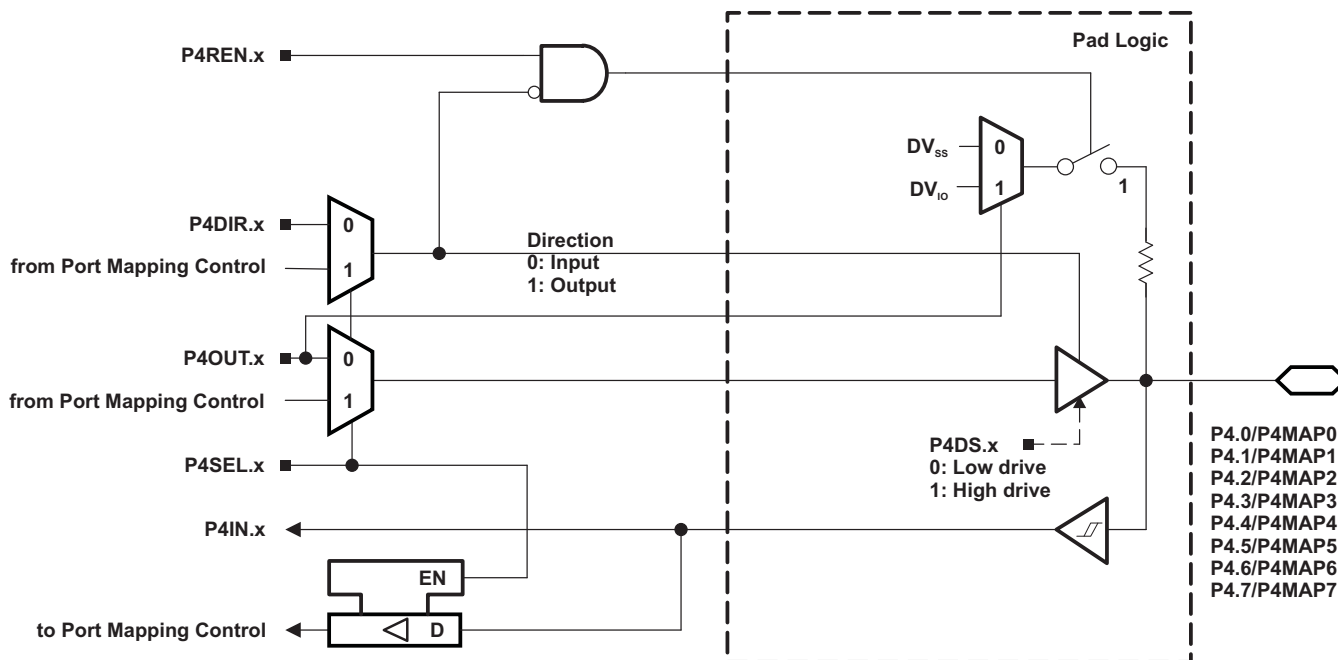 Pad Logic
P4REN.x
DVSS
0
DVIO
1
1
P4DIR.x
0
from Port Mapping Control
1
Direction
0: Input
1: Output
P4OUT.x
0
from Port Mapping Control
1
P4SEL.x
P4DS.x
0: Low drive
1: High drive
P4.0/P4MAP0
P4.1/P4MAP1
P4.2/P4MAP2
P4.3/P4MAP3
P4.4/P4MAP4
P4.5/P4MAP5
P4.6/P4MAP6
P4.7/P4MAP7
P4IN.x
EN
to Port Mapping Control
D